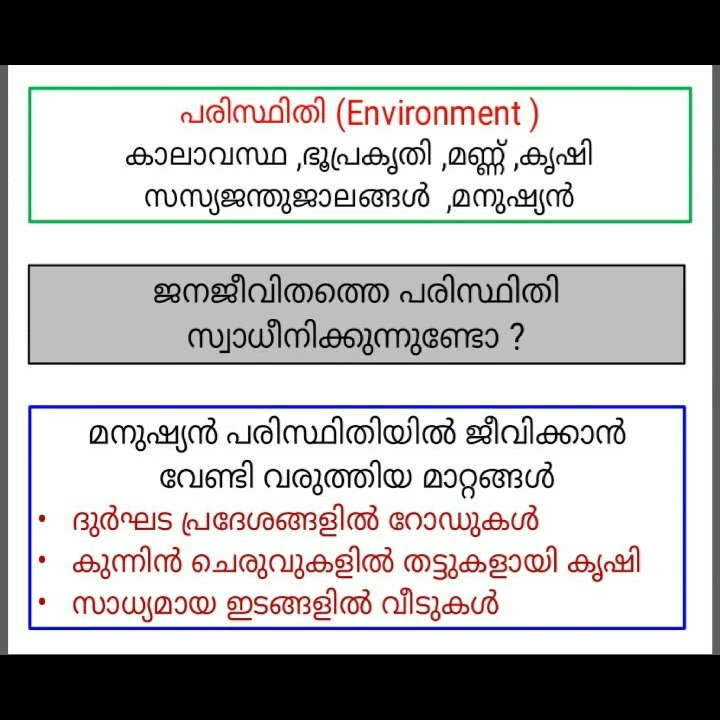 പരിസ്ഥിതി (Environment )
കാലാവസ്ഥ ,ഭൂപ്രകൃതി ,മണ്ണ് ,കൃഷി
സസ്യജന്തുജാലങ്ങൾ ,മനുഷ്യൻ
ജനജീവിതത്തെ പരിസ്ഥിതി
സ്വാധീനിക്കുന്നുണ്ടോ ?
മനുഷ്യൻ പരിസ്ഥിതിയിൽ ജീവിക്കാൻ
വേണ്ടി വരുത്തിയ മാറ്റങ്ങൾ
• ദുർഘട പ്രദേശങ്ങളിൽ റോഡുകൾ
• കുന്നിൻ ചെരുവുകളിൽ തട്ടുകളായി കൃഷി
• സാധ്യമായ ഇടങ്ങളിൽ വീടുകൾ